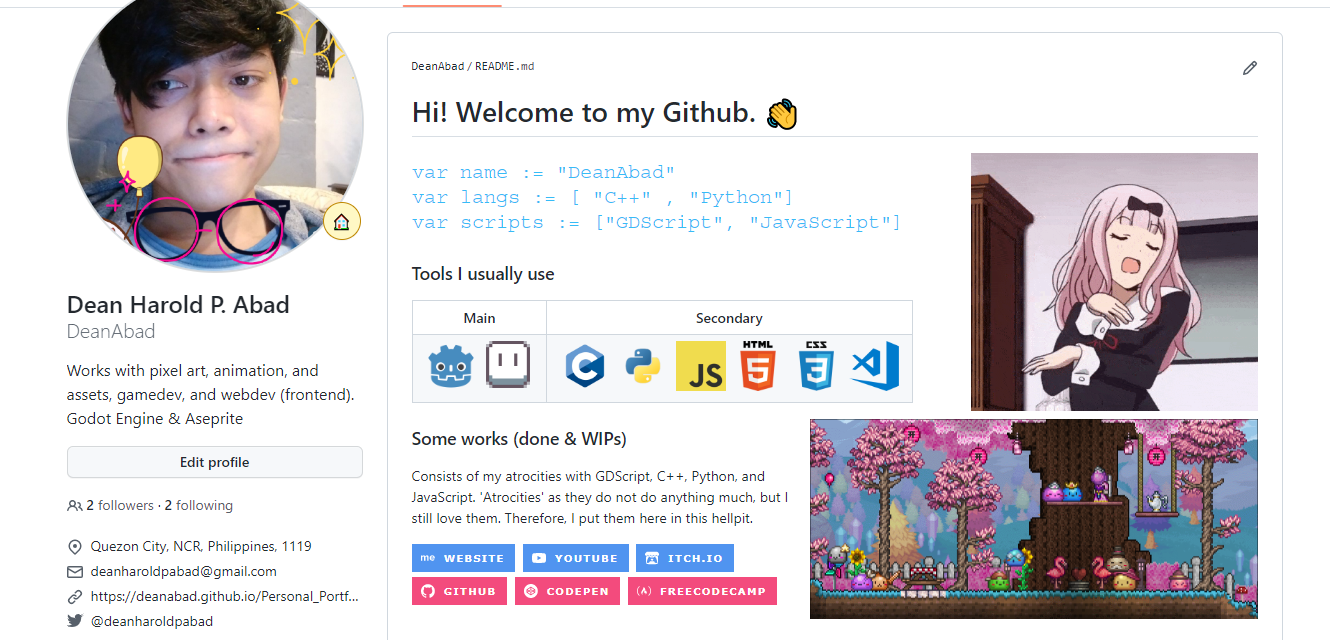 Dean Harold P. Abad
DeanAbad
Works with pixel art, animation, and
assets, gamedev, and webdev (frontend).
Godot Engine & Aseprite
Edit profile
2 followers · 2 following
Quezon City, NCR, Philippines, 1119
deanharoldpabad@gmail.com
https://deanabad.github.io/Personal_Portf...
@deanharoldpabad
DeanAbad / README.md
Hi! Welcome to my Github.
var name := "DeanAbad"
var langs := [ "C++" , "Python"]
var scripts := ["GDScript", "JavaScript"]
Tools I usually use
Main Secondary
C JS HTML 5 CSS 3
Some works (done & WIPs)
Consists of my atrocities with GDScript, C++, Python, and
JavaScript. 'Atrocities' as they do not do anything much, but I
still love them. Therefore, I put them here in this hellpit.
me WEBSITE YOUTUBE ITCH.IO
GITHUB CODEPEN FREECODECAMP